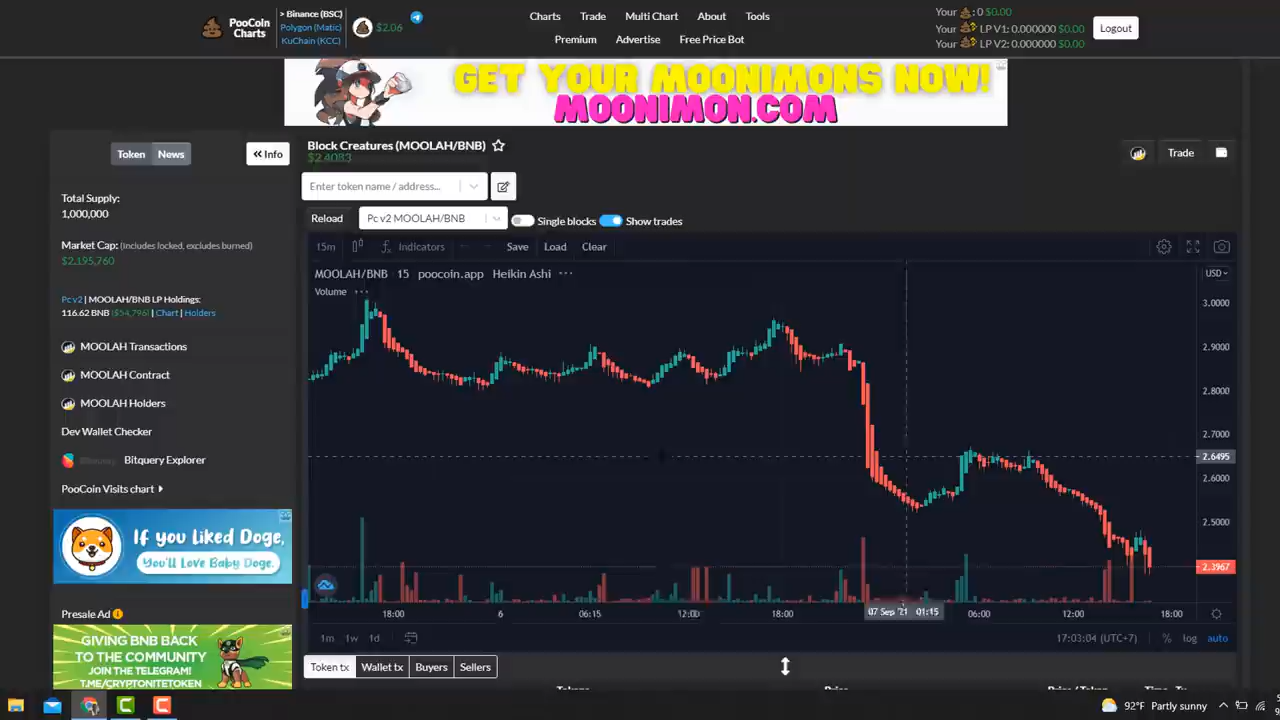 PooCoin
Charts
> Binance (BSC)
Polygon (Matic)
KuChain (KCC)
$2.06
Charts Trade Multi Chart About Tools
Premium Advertise Free Price Bot
Your : 0 $0.00
Your LP V1: 0.000000 $0.00
Your LP V2: 0.000000 $0.00
Logout
GET YOUR MOONIMONS NOW!
MOONIMON.COM
Token News
Info
Block Creatures (MOOLAH/BNB)
$2.4083
Trade
Enter token name / address...
Total Supply:
1,000,000
Reload Pc v2 MOOLAH/BNB Single blocks Show trades
Market Cap: (Includes locked, excludes burned)
$2,195,760
15m Indicators Save Load Clear
MOOLAH/BNB 15 poocoin.app Heikin Ashi
Volume
USD
Pc v2 | MOOLAH/BNB LP Holdings:
116.62 BNB ($54,796) | Chart | Holders
MOOLAH Transactions
MOOLAH Contract
MOOLAH Holders
Dev Wallet Checker
Bitquery Explorer
PooCoin Visits chart
If you Liked Doge,
You'll Love Baby Doge.
Presale Ad
GIVING BNB BACK
TO THE COMMUNITY
JOIN THE TELEGRAM!
T.ME/CRYPTONITETOKEN
3.0000
2.9000
2.8000
2.7000
2.6495
2.6000
2.5000
2.3967
18:00 6 06:15 12:00 18:00 07 Sep '21 01:15 06:00 12:00 18:00
1m 1w 1d 17:03:04 (UTC+7) % log auto
Token tx Wallet tx Buyers Sellers
92°F Partly sunny